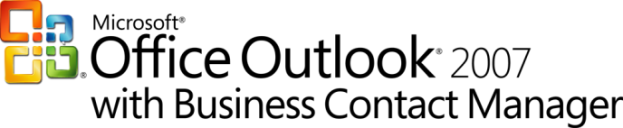 Microsoft®
® Office Outlook® 2007
with Business Contact Manager